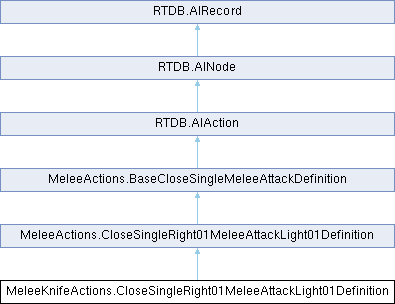 RTDB.AIRecord
RTDB.AINode
RTDB.AIAction
MeleeActions.BaseCloseSingleMeleeAttackDefinition
MeleeActions.CloseSingleRight01MeleeAttackLight01Definition
MeleeKnifeActions.CloseSingleRight01MeleeAttackLight01Definition